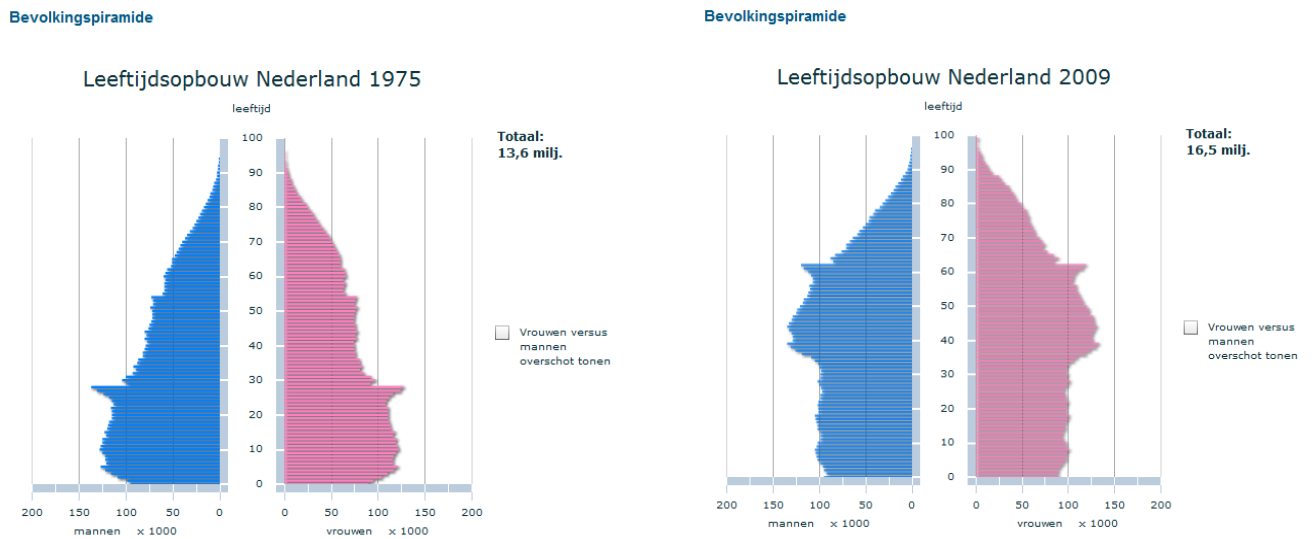 Bevolkingspiramide
Leeftijdsopbouw Nederland 1975
leeftijd
Totaal:
13,6 milj.
100
90
80
70
60
50
40
30
20
10
0
Vrouwen versus
mannen
overschot tonen
200 150 100 50 0 0 50 100 150 200
mannen x 1000 vrouwen x 1000
Bevolkingspiramide
Leeftijdsopbouw Nederland 2009
leeftijd
Totaal:
16,5 milj.
100
90
80
70
60
50
40
30
20
10
0
Vrouwen versus
mannen
overschot tonen
200 150 100 50 0 0 50 100 150 200
mannen x 1000 vrouwen x 1000